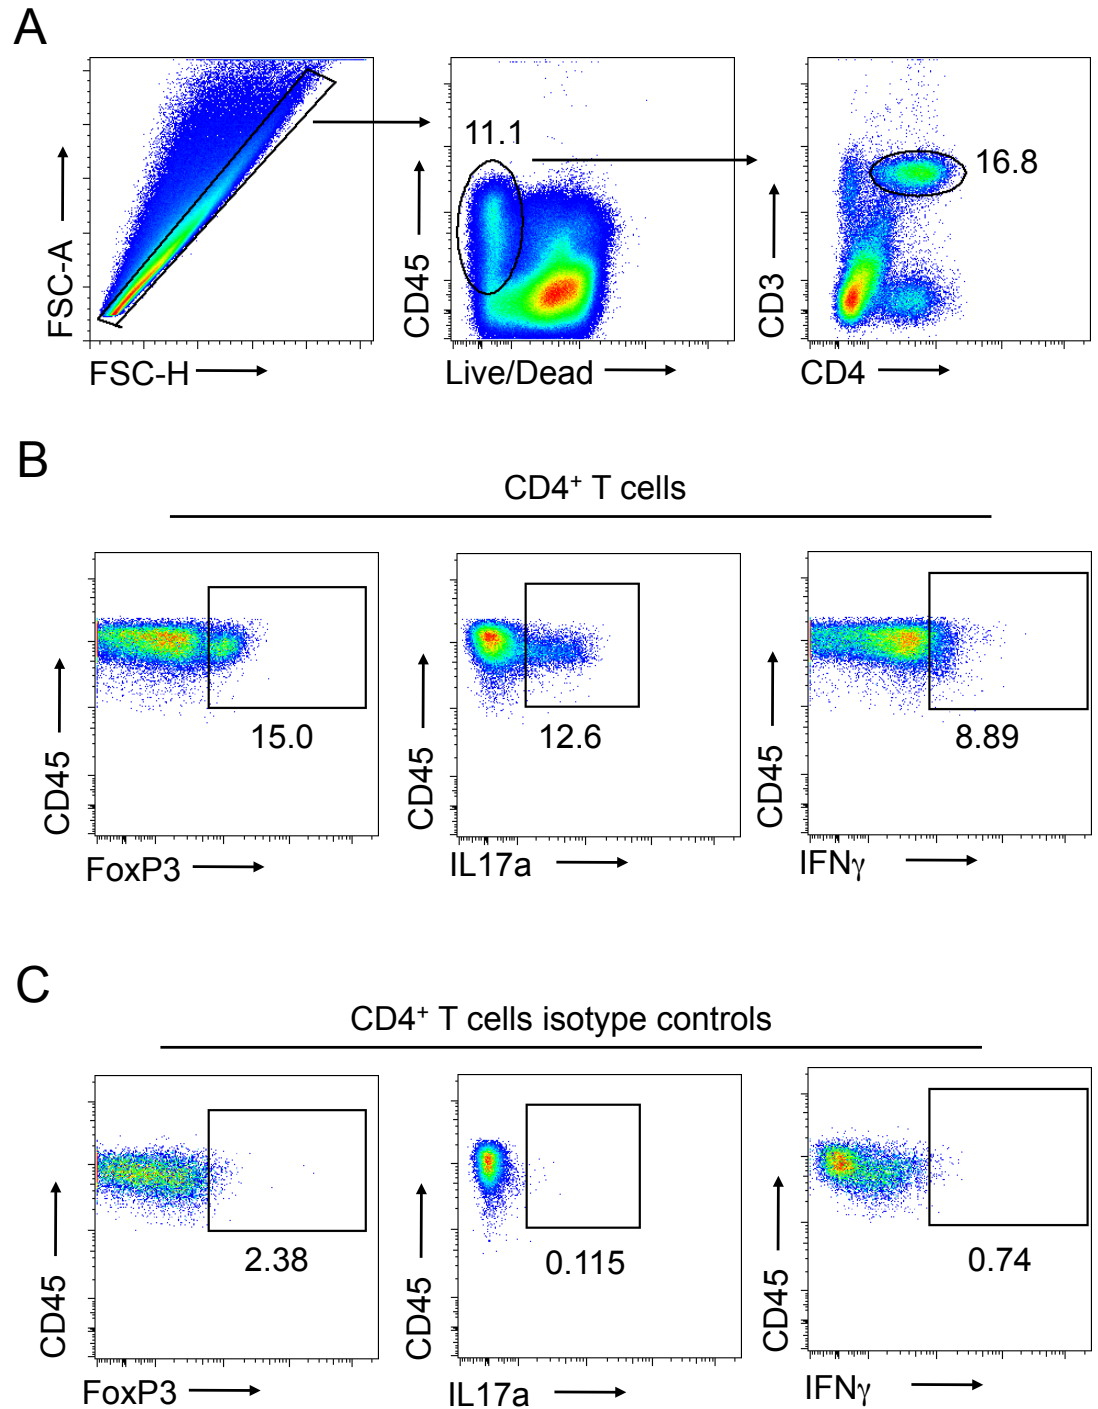 A
11.1
16.8
FSC-A
CD45
CD3
FSC-H
Live/Dead
CD4
B
CD4⁺ T cells
15.0
12.6
8.89
CD45
CD45
CD45
FoxP3
IL17a
IFNγ
C
CD4⁺ T cells isotype controls
2.38
0.115
0.74
CD45
CD45
CD45
FoxP3
IL17a
IFNγ